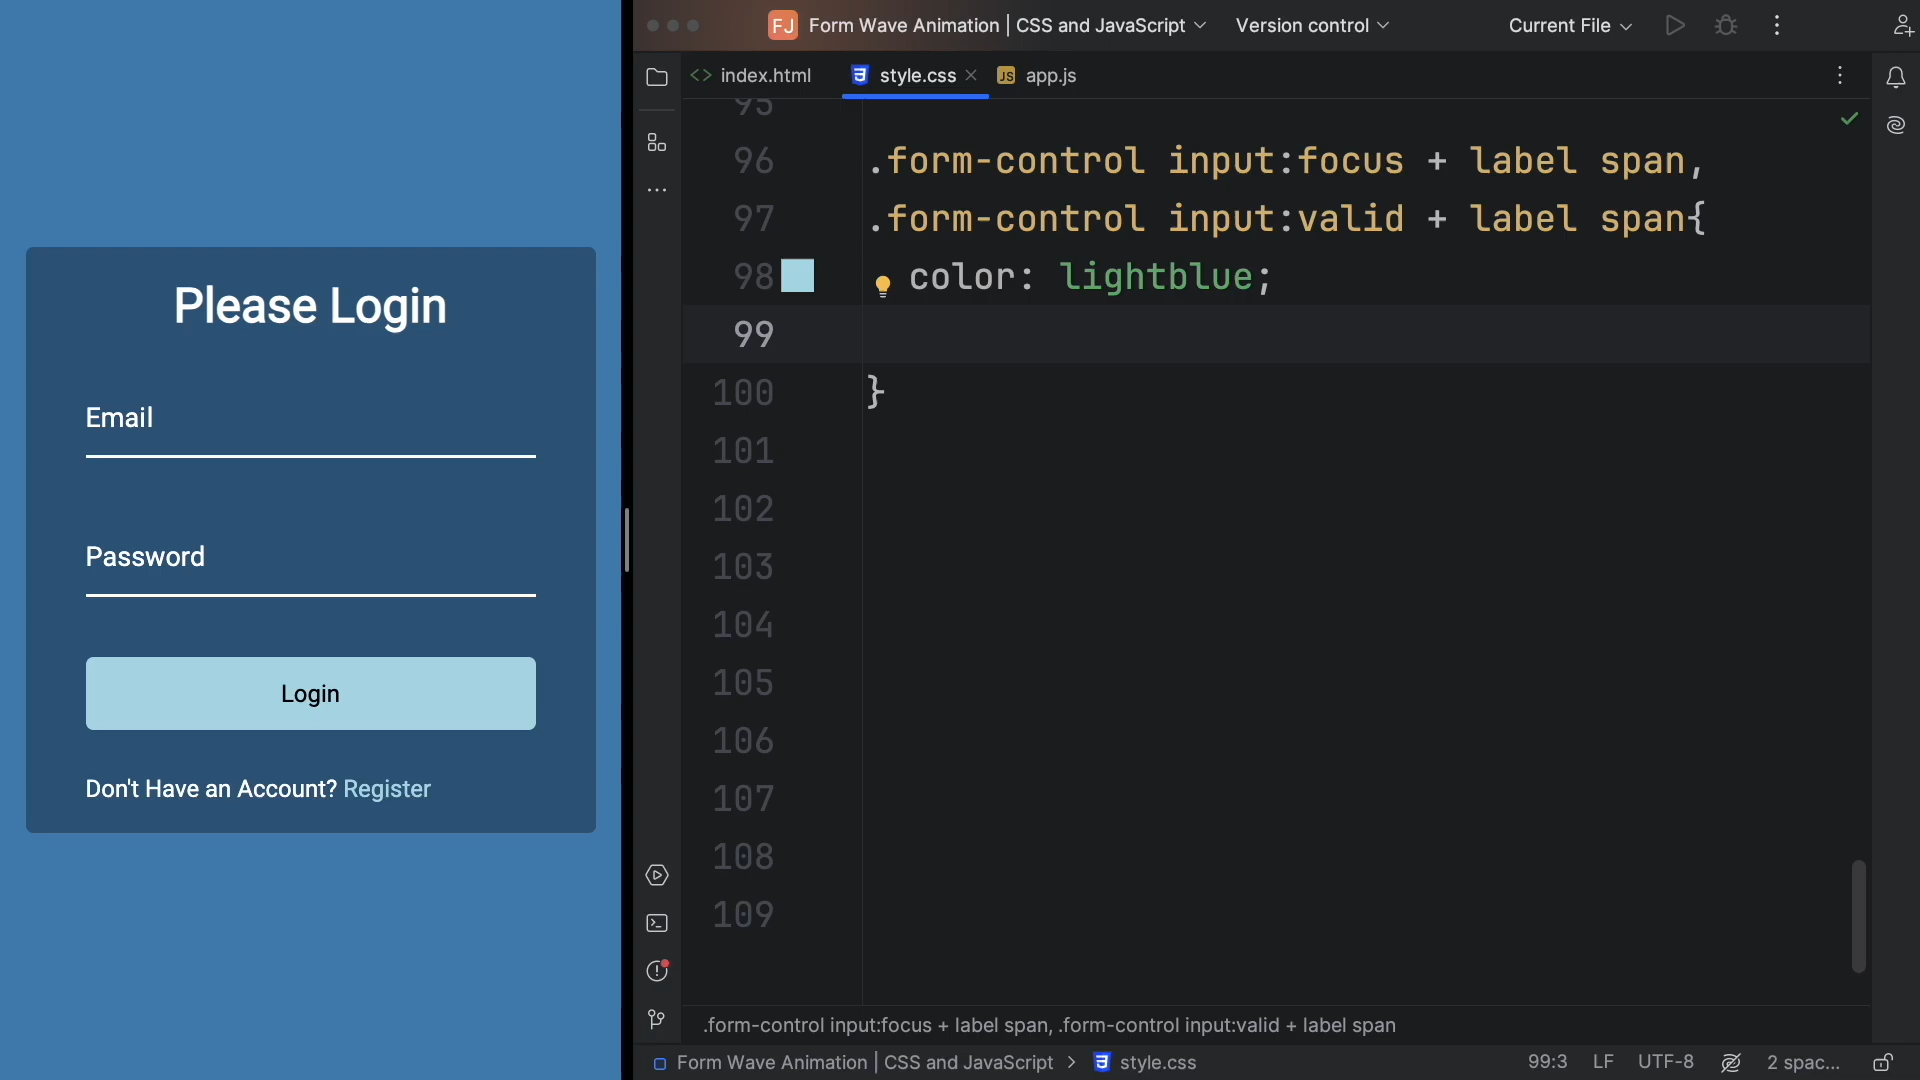 Please Login
Email
Password
Login
Don't Have an Account? Register
FJ Form Wave Animation | CSS and JavaScript Version control Current File
index.html style.css JS app.js
95
96 .form-control input:focus + label span,
97 .form-control input:valid + label span{
98 color: lightblue;
99
100 }
101
102
103
104
105
106
107
108
109
.form-control input:focus + label span, .form-control input:valid + label span
Form Wave Animation | CSS and JavaScript > style.css 99:3 LF UTF-8 2 spac...